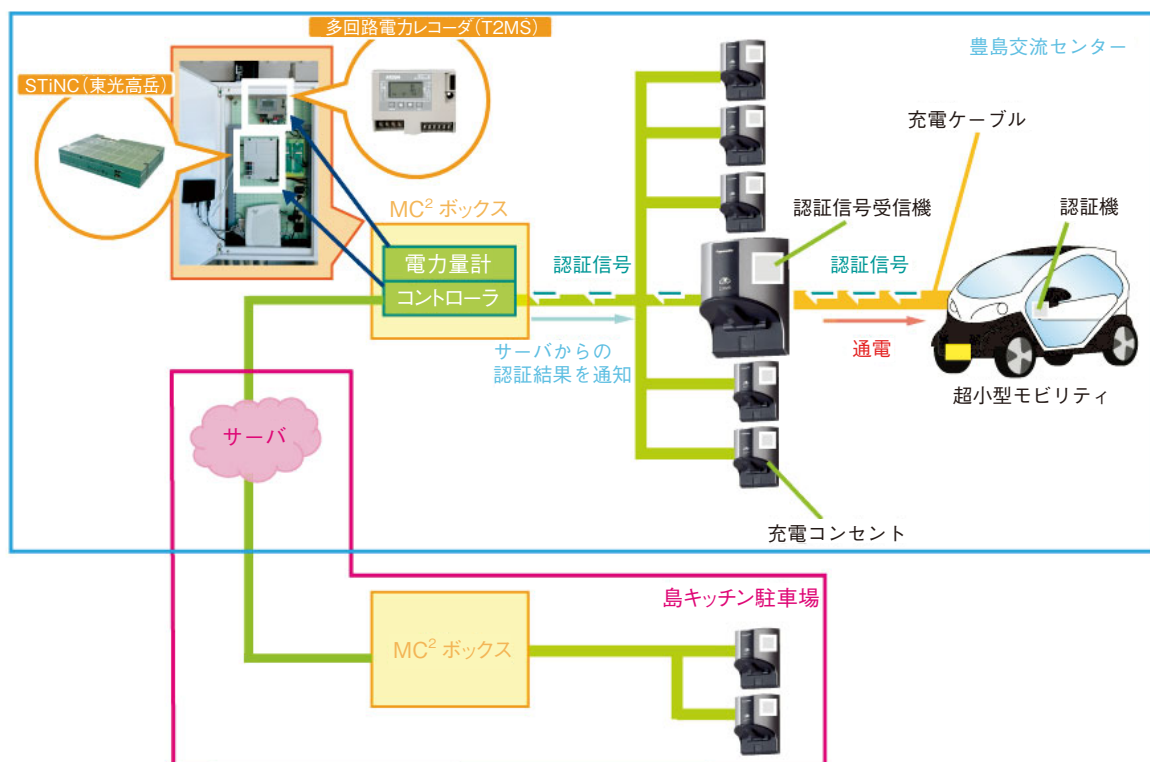 多回路電力レコーダ(T2MS)
STiNC(東光高岳)
豊島交流センター
充電ケーブル
MC² ボックス
認証信号受信機
認証機
電力量計
コントローラ
認証信号
認証信号
通電
サーバからの
認証結果を通知
超小型モビリティ
サーバ
充電コンセント
島キッチン駐車場
MC² ボックス